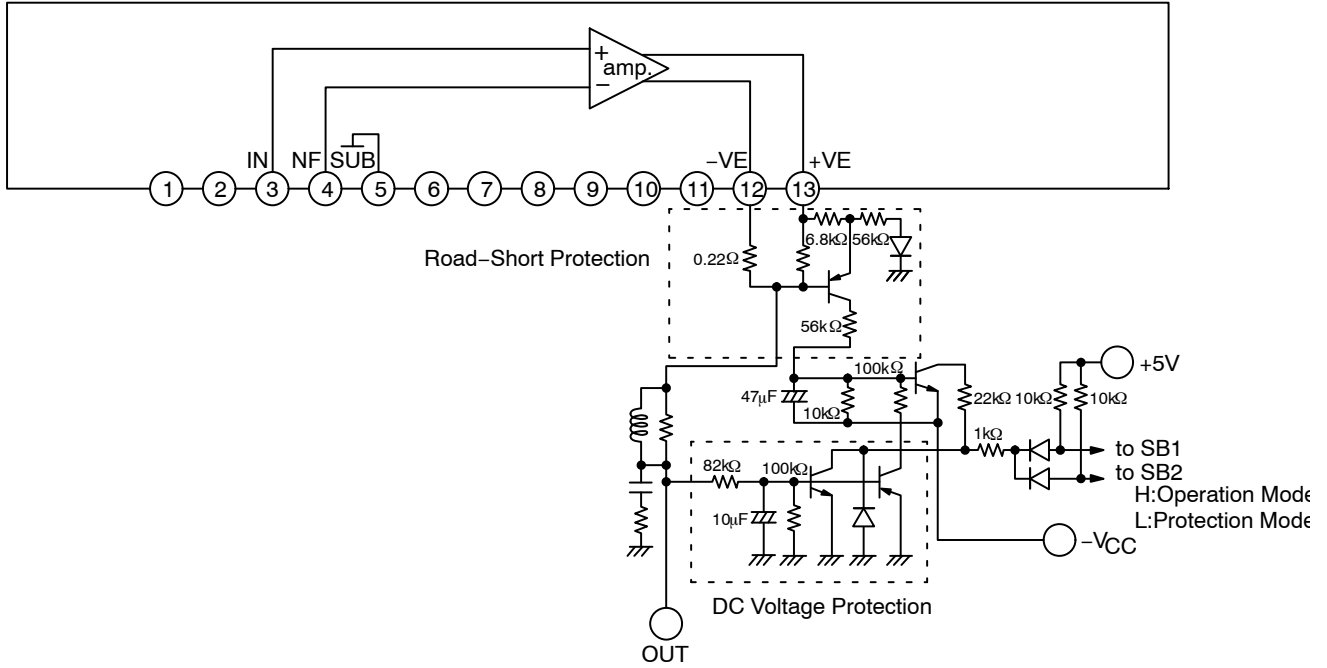 +
amp.
−
IN NF SUB −VE +VE
1 2 3 4 5 6 7 8 9 10 11 12 13
Road−Short Protection
0.22Ω
6.8kΩ
56kΩ
56kΩ
100kΩ
+5V
47μF
10kΩ
22kΩ
10kΩ
10kΩ
1kΩ
to SB1
to SB2
82kΩ
100kΩ
H:Operation Mode
L:Protection Mode
10μF
−VCC
DC Voltage Protection
OUT